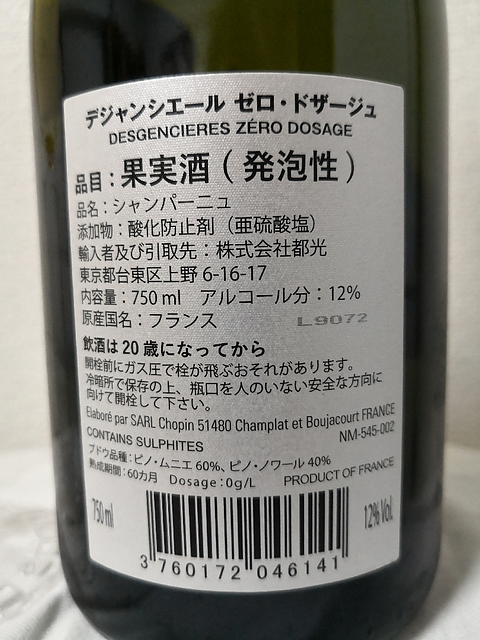 デジャンシエール ゼロ・ドザージュ
DESGENCIERES ZÉRO DOSAGE
品目：果実酒（発泡性）
品名：シャンパーニュ
添加物：酸化防止剤（亜硫酸塩）
輸入者及び引取先：株式会社都光
東京都台東区上野 6-16-17
内容量：750 ml　アルコール分：12%
原産国名：フランス　L9072
飲酒は 20 歳になってから
開栓前にガス圧で栓が飛ぶおそれがあります。
冷暗所で保存の上、瓶口を人のいない安全な方向に
向けて開栓して下さい。
Elaboré par SARL Chopin 51480 Champlat et Boujacourt FRANCE
CONTAINS SULPHITES　NM-545-002
ブドウ品種：ピノ・ムニエ 60%、ピノ・ノワール 40%
熟成期間：60カ月　Dosage：0g/L　PRODUCT OF FRANCE
750 ml　12% Vol.
3 760172 046141